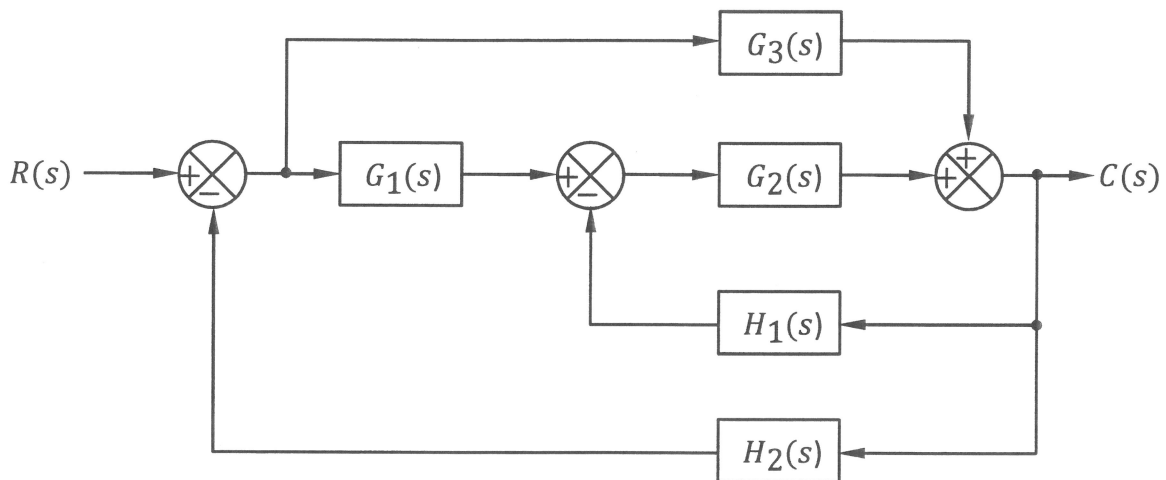 G₃(s)
R(s) + − G₁(s) + − G₂(s) + + C(s)
H₁(s)
H₂(s)